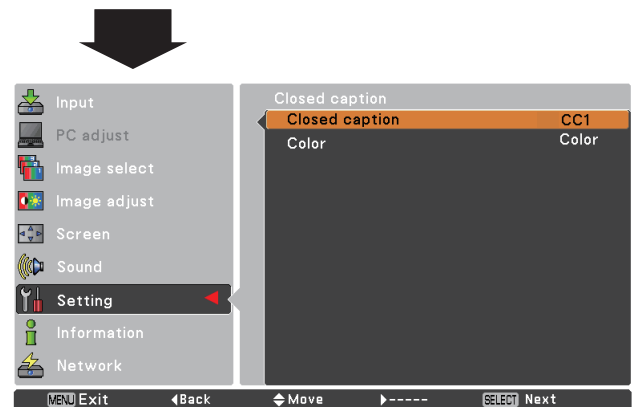 Input
PC adjust
Image select
Image adjust
Screen
Sound
Setting
Information
Network
Closed caption
Closed caption CC1
Color Color
MENU Exit ◀Back ♦Move ▶----- SELECT Next